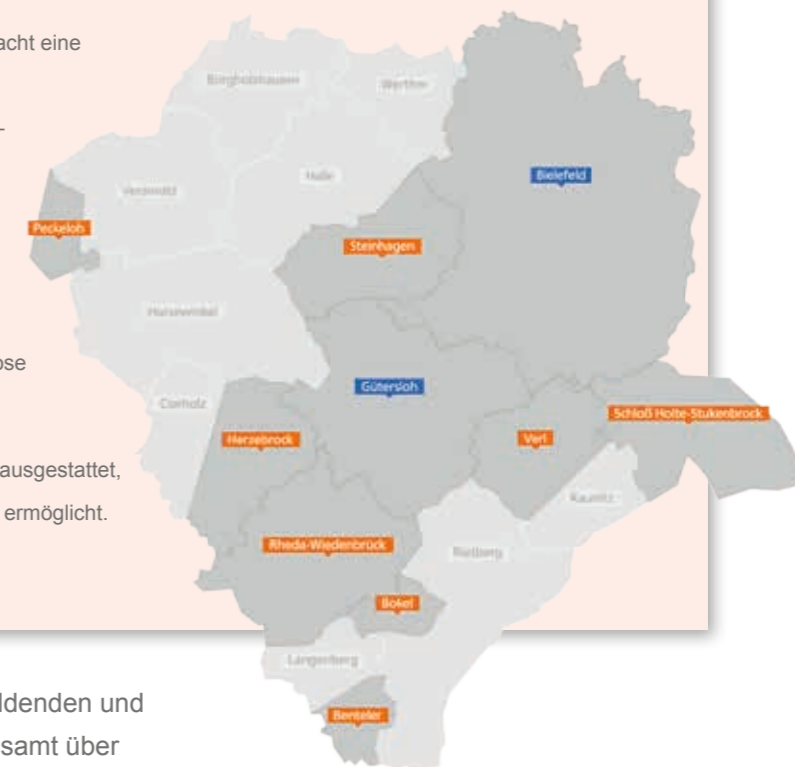 acht eine
-
ose
ausgestattet,
ermöglicht.
Borgholzhausen
Werther
Versmold
Halle
Bielefeld
Peckeloh
Steinhagen
Harsewinkel
Gütersloh
Clarholz
Herzebrock
Verl
Schloß Holte-Stukenbrock
Kaunitz
Rheda-Wiedenbrück
Rietberg
Bokel
Langenberg
Benteler
ldenden und
samt über